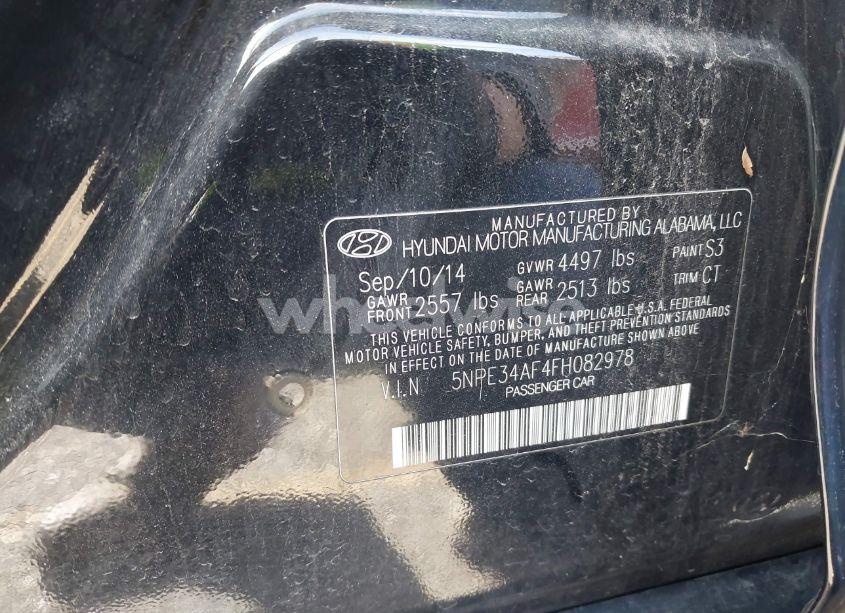 MANUFACTURED BY
HYUNDAI MOTOR MANUFACTURING ALABAMA, LLC
Sep/10/14 GVWR 4497 lbs PAINT S3
GAWR FRONT 2557 lbs GAWR REAR 2513 lbs TRIM CT
THIS VEHICLE CONFORMS TO ALL APPLICABLE U.S.A. FEDERAL
MOTOR VEHICLE SAFETY, BUMPER, AND THEFT PREVENTION STANDARDS
IN EFFECT ON THE DATE OF MANUFACTURE SHOWN ABOVE
V.I.N 5NPE34AF4FH082978
PASSENGER CAR
wheelwise